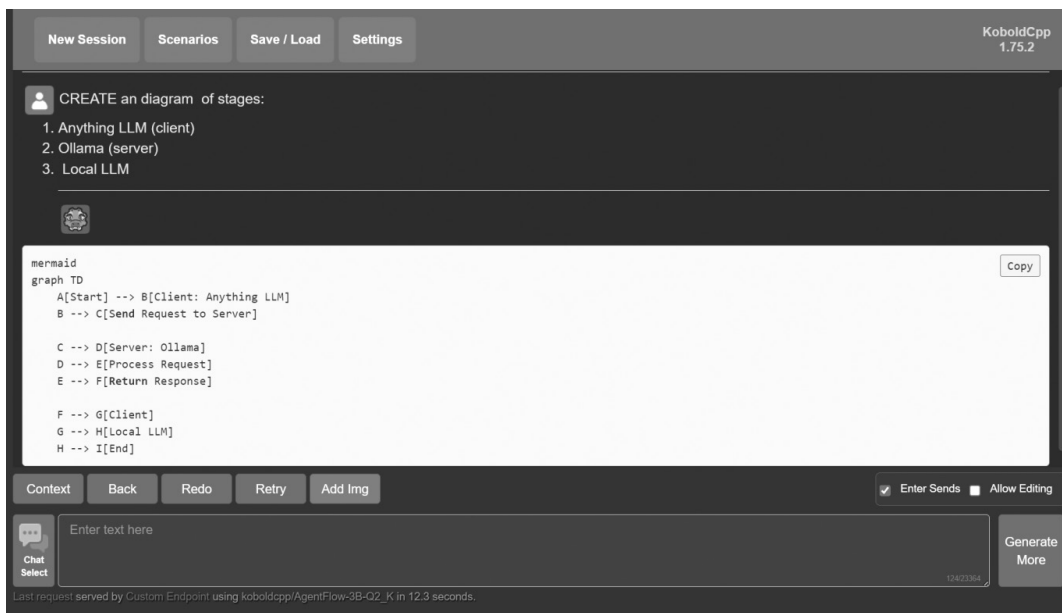 New Session
Scenarios
Save / Load
Settings
KoboldCpp
1.75.2
CREATE an diagram of stages:
1. Anything LLM (client)
2. Ollama (server)
3. Local LLM
mermaid
Copy
graph TD
A[Start] --> B[Client: Anything LLM]
B --> C[Send Request to Server]
C --> D[Server: Ollama]
D --> E[Process Request]
E --> F[Return Response]
F --> G[Client]
G --> H[Local LLM]
H --> I[End]
Context
Back
Redo
Retry
Add Img
Enter Sends
Allow Editing
Chat
Select
Enter text here
124/23364
Generate
More
Last request served by Custom Endpoint using koboldcpp/AgentFlow-3B-Q2_K in 12.3 seconds.